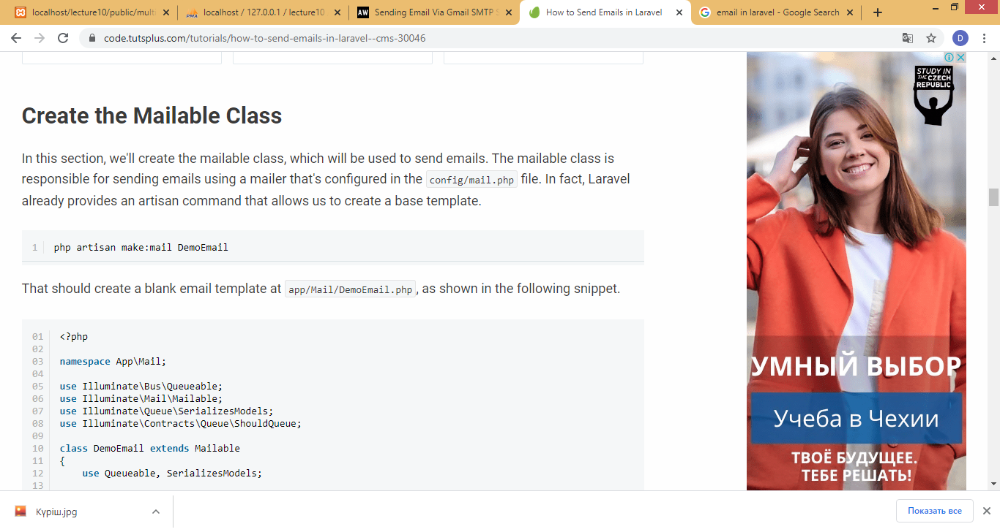 localhost/lecture10/public/mult
localhost / 127.0.0.1 / lecture10
Sending Email Via Gmail SMTP S
How to Send Emails in Laravel
email in laravel - Google Search
code.tutsplus.com/tutorials/how-to-send-emails-in-laravel--cms-30046
D
Create the Mailable Class
In this section, we'll create the mailable class, which will be used to send emails. The mailable class is
responsible for sending emails using a mailer that's configured in the config/mail.php file. In fact, Laravel
already provides an artisan command that allows us to create a base template.
1 php artisan make:mail DemoEmail
That should create a blank email template at app/Mail/DemoEmail.php, as shown in the following snippet.
01 <?php
02
03 namespace App\Mail;
04
05 use Illuminate\Bus\Queueable;
06 use Illuminate\Mail\Mailable;
07 use Illuminate\Queue\SerializesModels;
08 use Illuminate\Contracts\Queue\ShouldQueue;
09
10 class DemoEmail extends Mailable
11 {
12 use Queueable, SerializesModels;
13
STUDY IN
THE CZECH
REPUBLIC
УМНЫЙ ВЫБОР
Учеба в Чехии
ТВОЁ БУДУЩЕЕ.
ТЕБЕ РЕШАТЬ!
Күріш.jpg
Показать все